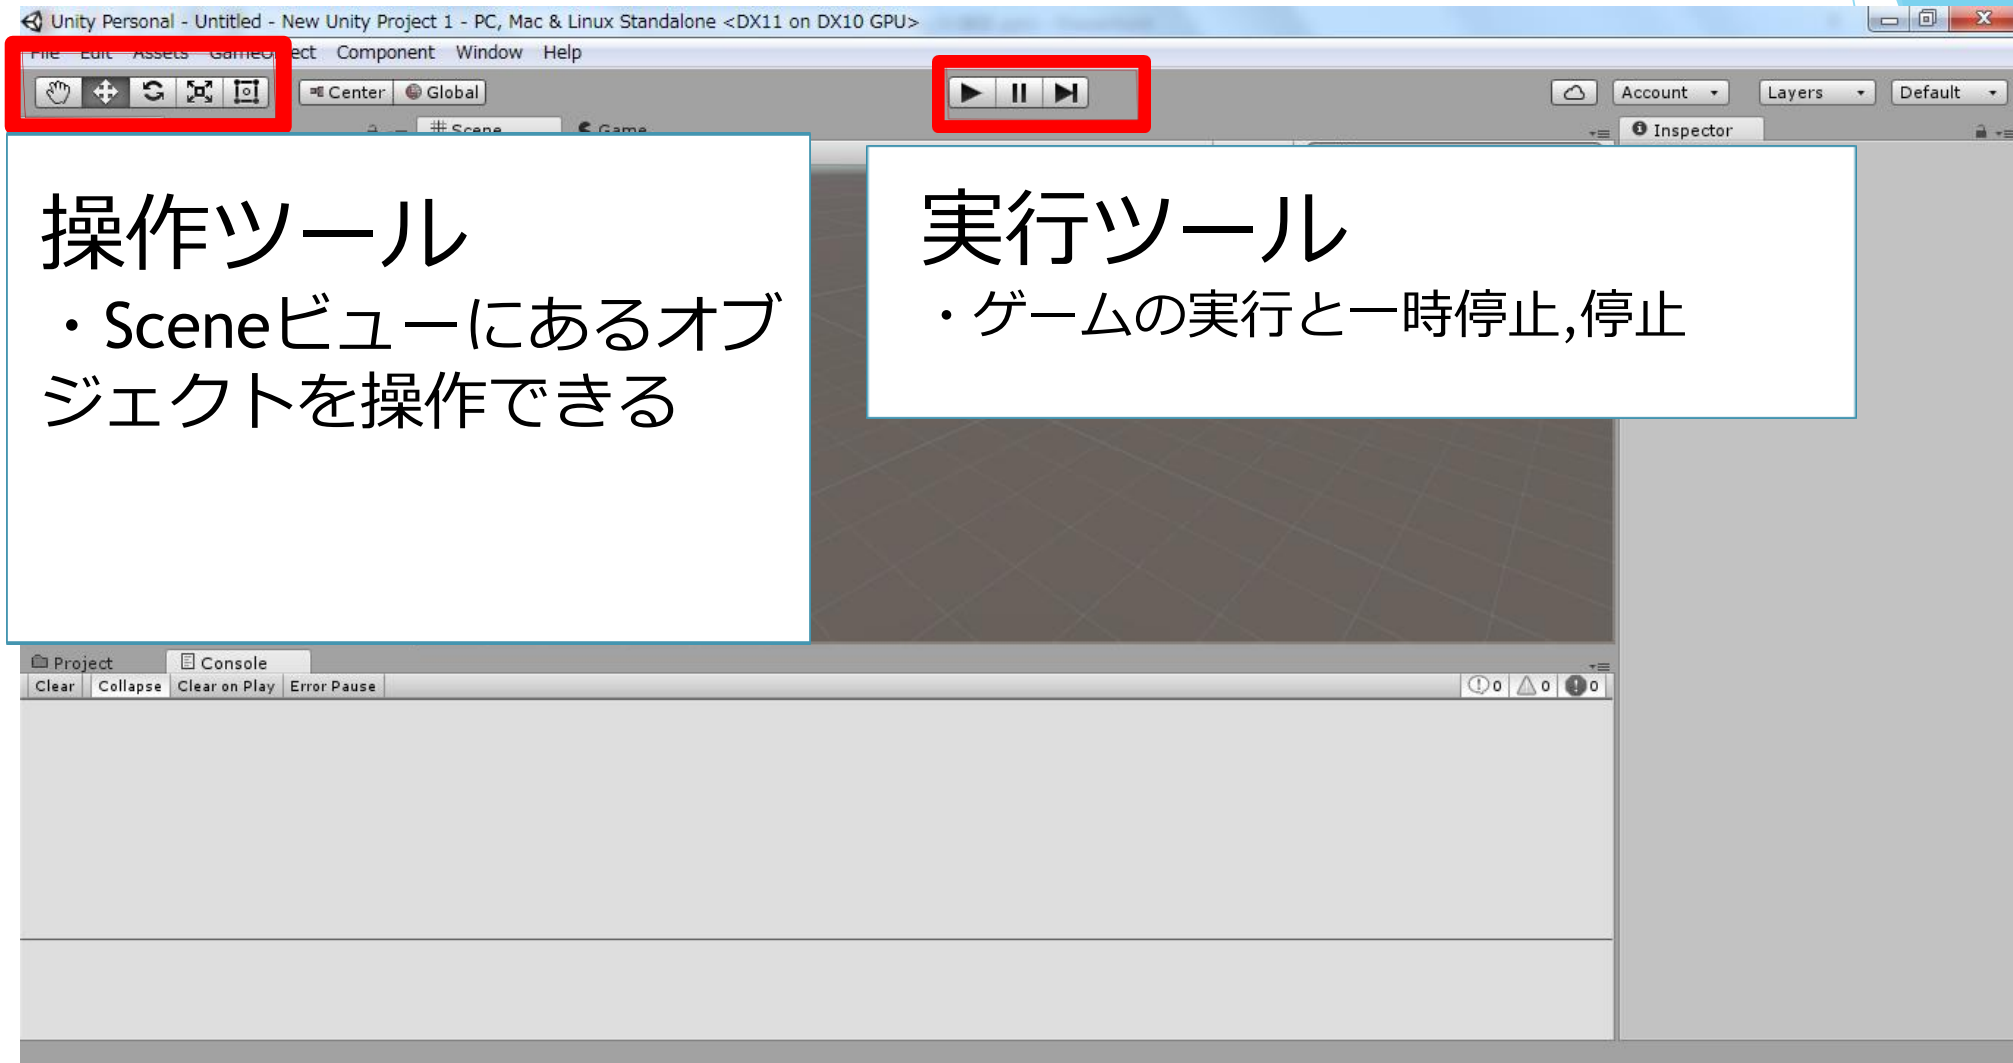 Unity Personal - Untitled - New Unity Project 1 - PC, Mac & Linux Standalone <DX11 on DX10 GPU>
File Edit Assets GameObject Component Window Help
Center Global
Account Layers Default
Scene Game
Inspector
操作ツール
・Sceneビューにあるオブ
ジェクトを操作できる
実行ツール
・ゲームの実行と一時停止,停止
Project Console
Clear Collapse Clear on Play Error Pause
0 0 0